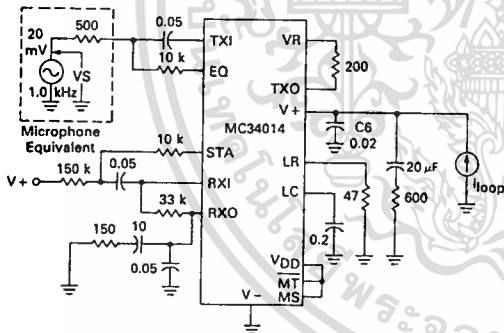 20
mV
500
VS
1.0 kHz
Microphone
Equivalent
0.05
10 k
TXI
EQ
VR
200
TXO
V+
MC34014
C6
0.02
20 µF
600
iloop
10 k
STA
V+
150 k
0.05
RXI
33 k
RXO
150
10
0.05
LR
47
LC
0.2
VDD
MT
MS
V-